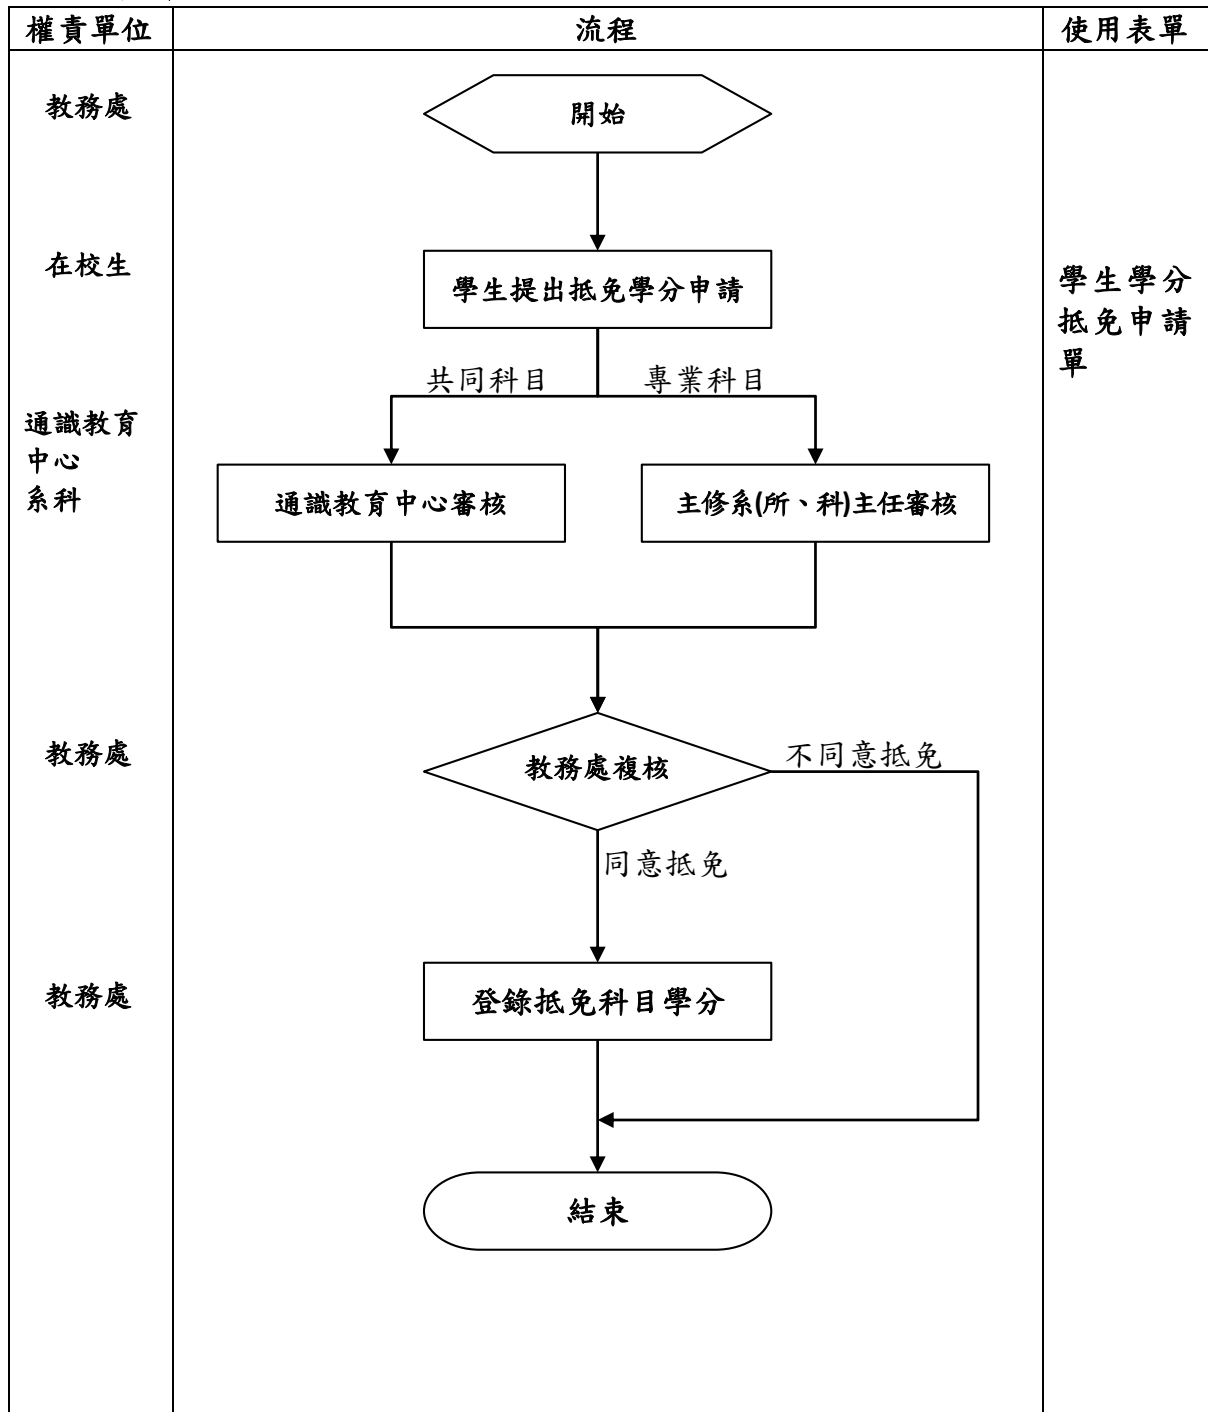 權責單位
流程
使用表單
教務處
開始
在校生
學生提出抵免學分申請
學生學分
抵免申請
單
共同科目
專業科目
通識教育
中心
系科
通識教育中心審核
主修系(所、科)主任審核
教務處
教務處複核
不同意抵免
同意抵免
教務處
登錄抵免科目學分
結束